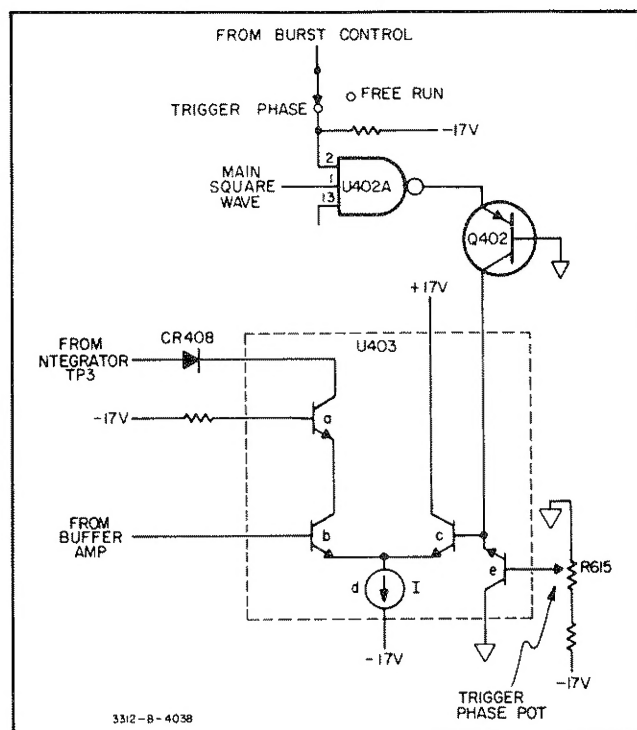 FROM BURST CONTROL
FREE RUN
TRIGGER PHASE
-17V
2
MAIN
SQUARE
WAVE
1
U402A
13
Q402
+17V
FROM
NTEGRATOR
TP3
CR408
U403
-17V
a
FROM
BUFFER
AMP
b
c
e
R615
d
I
-17V
-17V
TRIGGER
PHASE POT
3312-B-4038